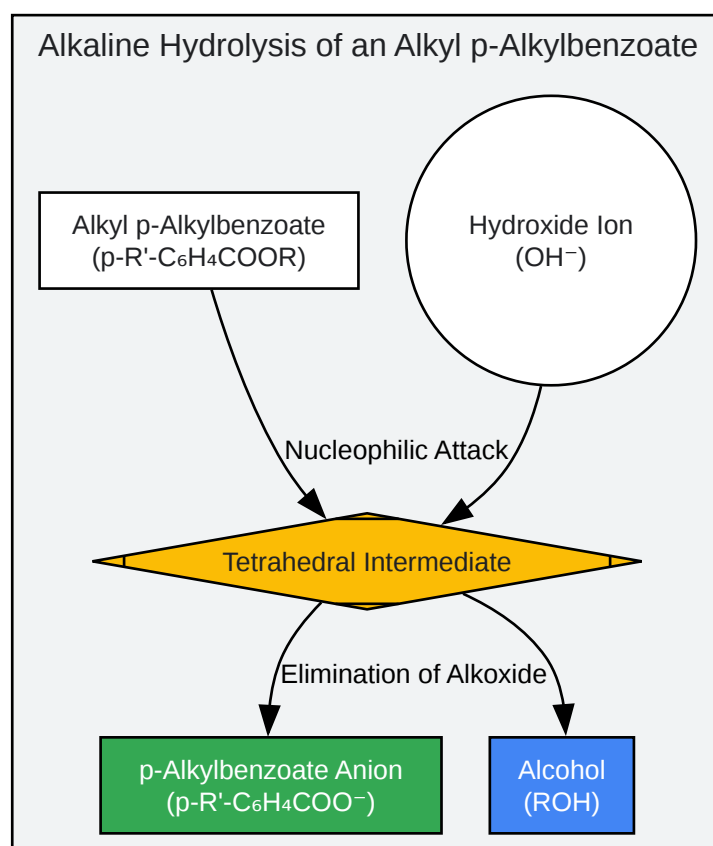 Alkaline Hydrolysis of an Alkyl p-Alkylbenzoate
Alkyl p-Alkylbenzoate
(p-R'-C₆H₄COOR)
Hydroxide Ion
(OH⁻)
Nucleophilic Attack
Tetrahedral Intermediate
Elimination of Alkoxide
p-Alkylbenzoate Anion
(p-R'-C₆H₄COO⁻)
Alcohol
(ROH)